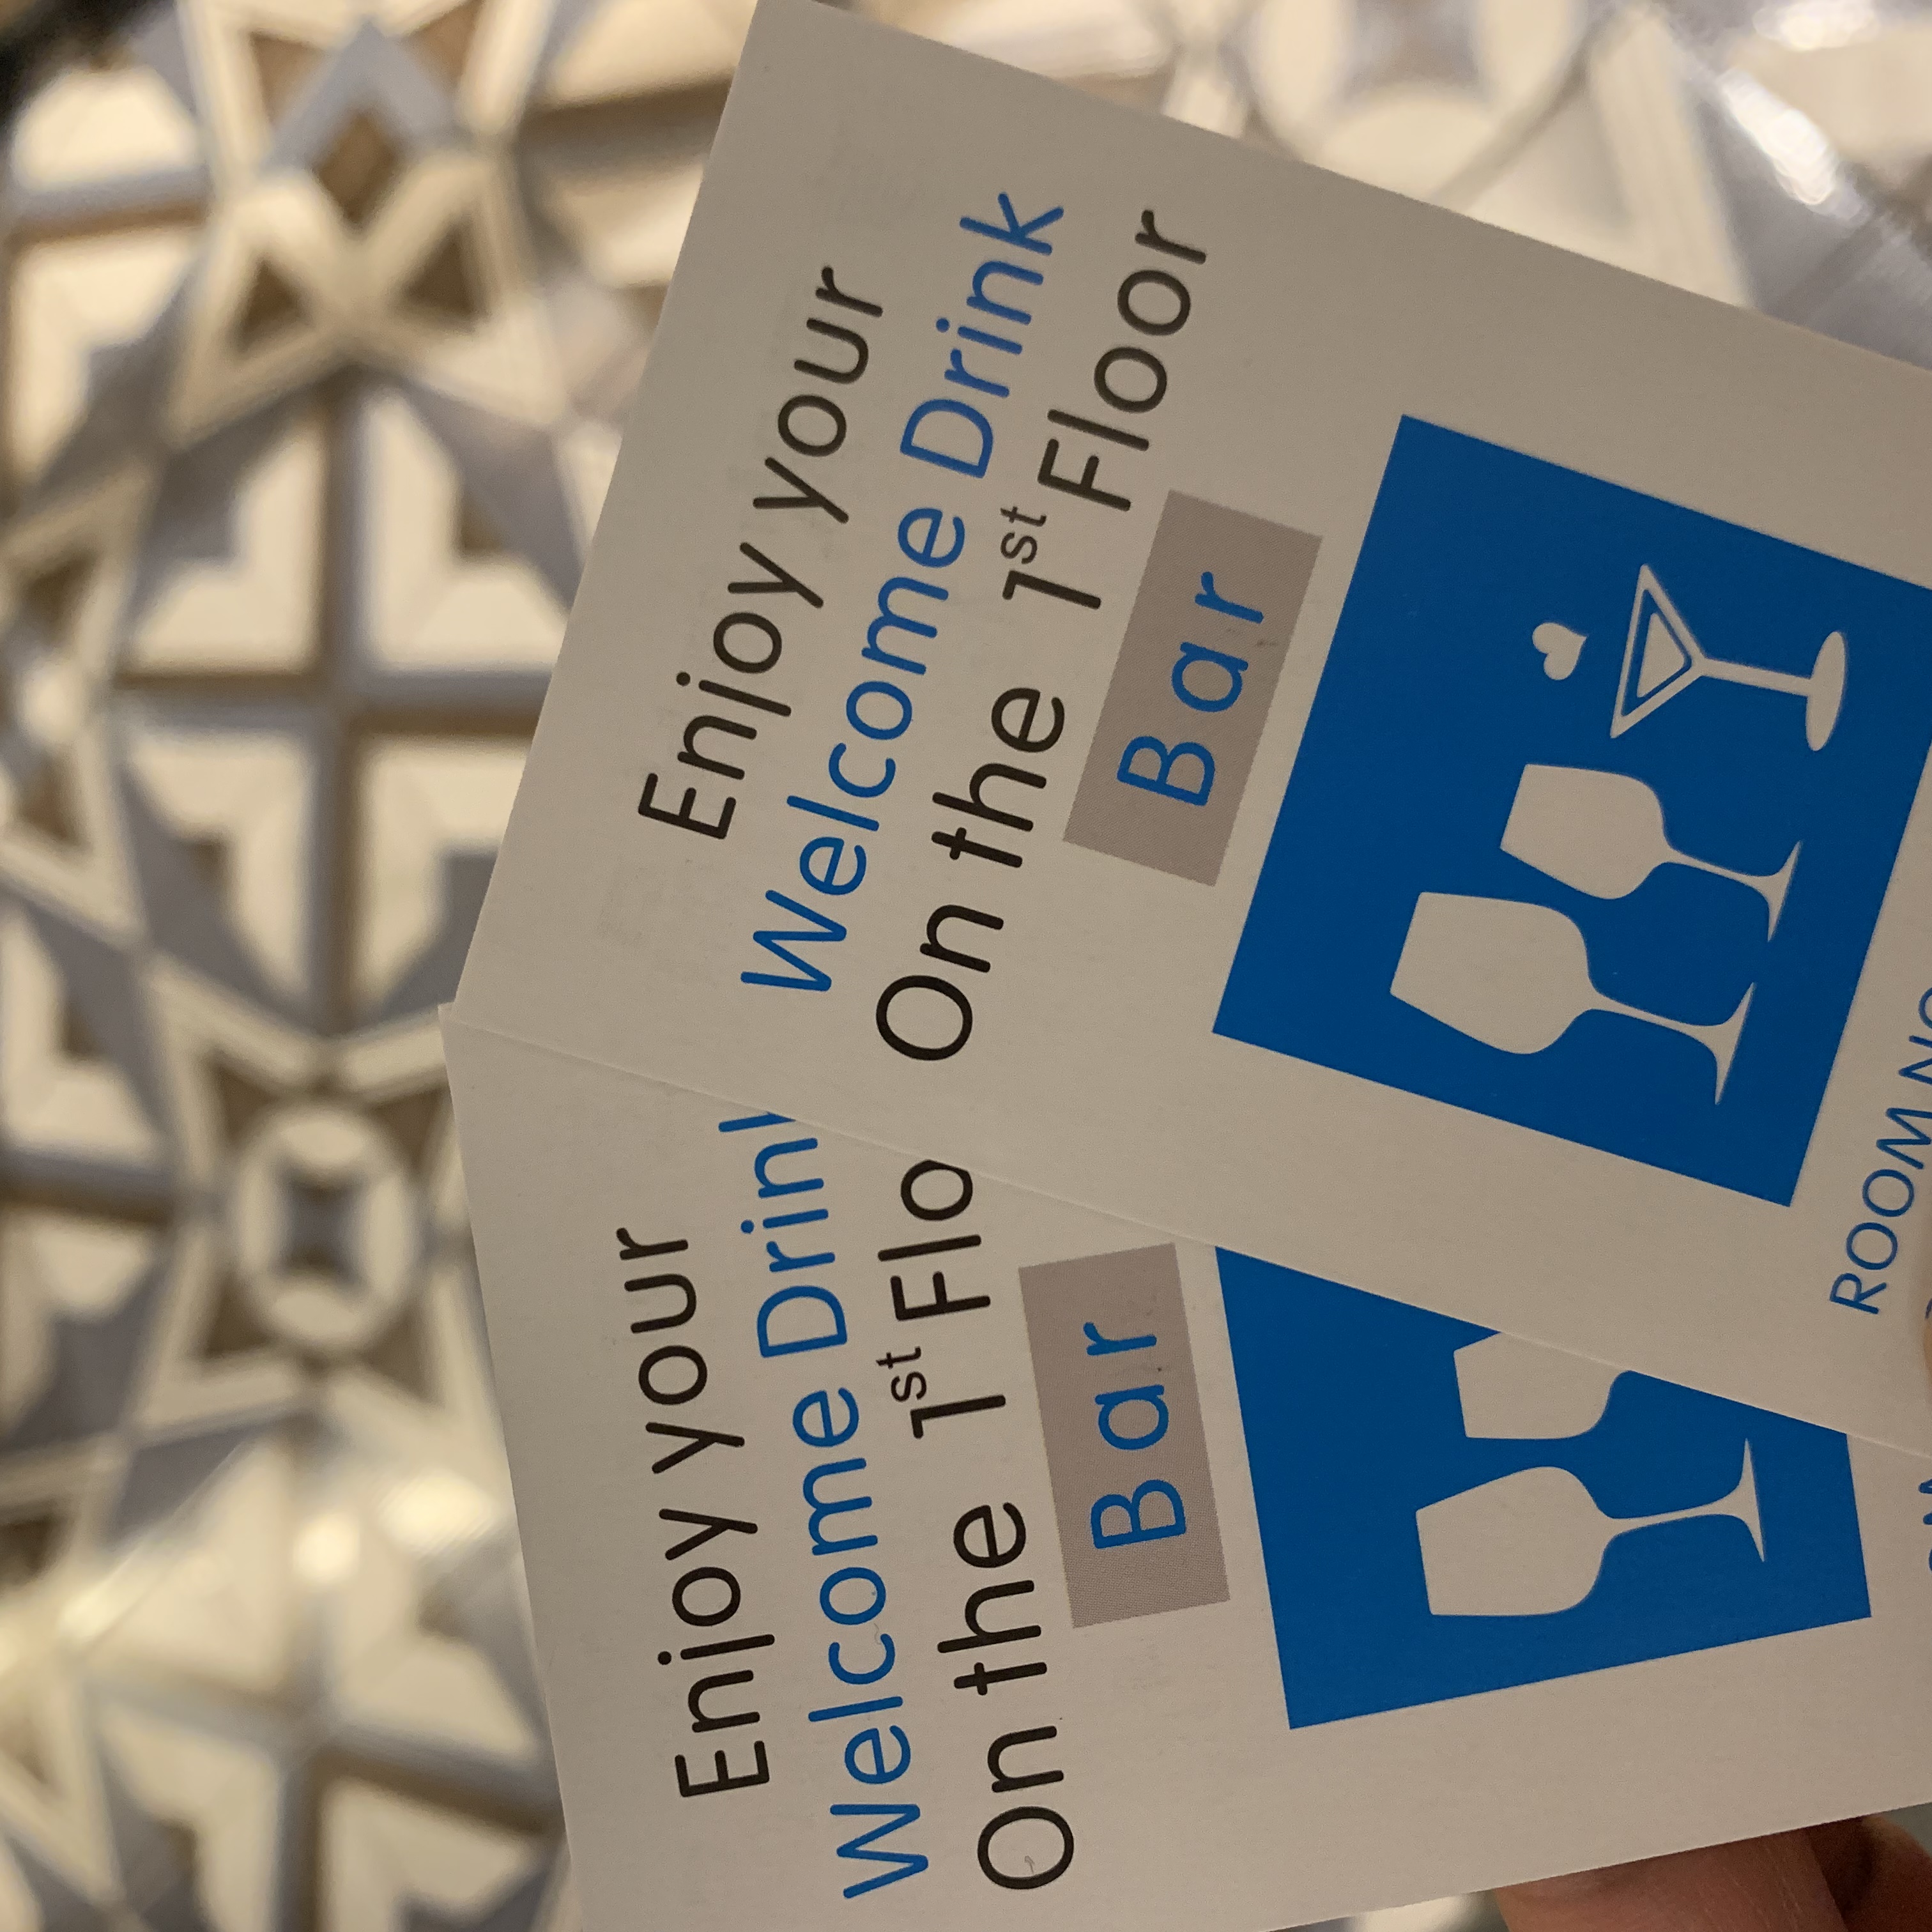 Enjoy your
Welcome Drink
On the 1st Floor
Bar
ROOM NO
Enjoy your
Welcome Drin
On the 1st Flo
Bar